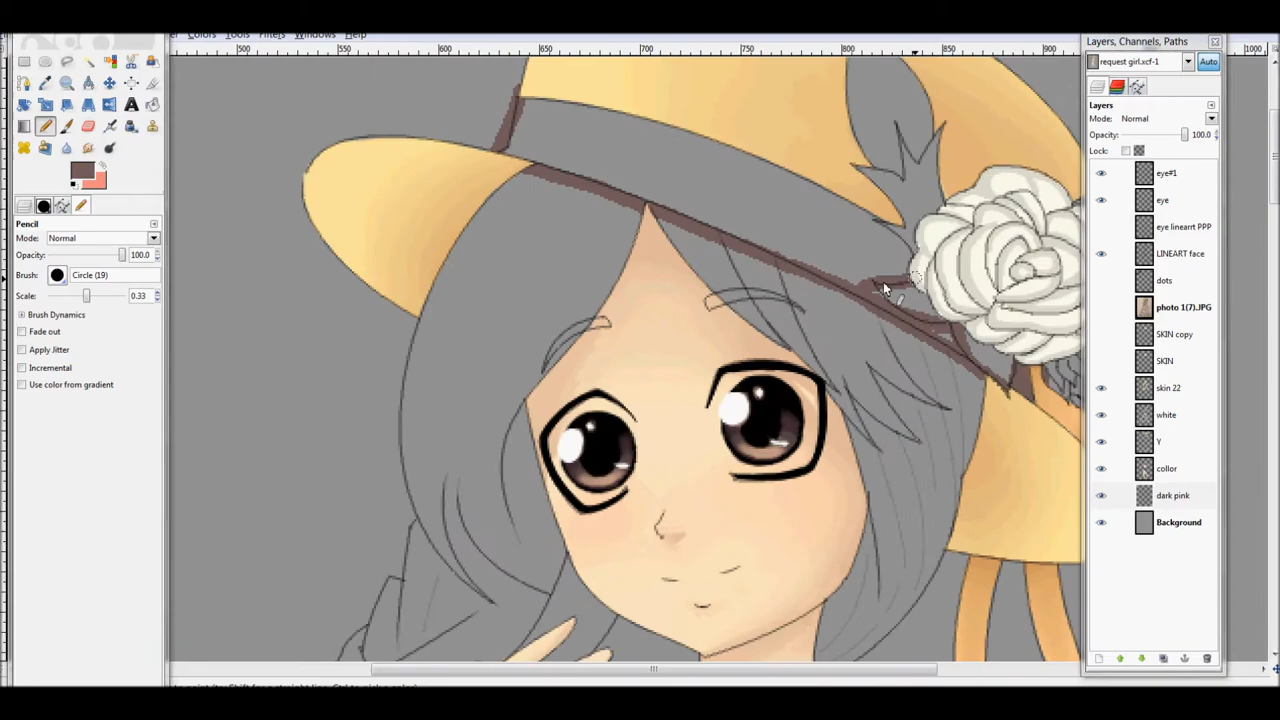 Colors Tools Filters Windows Help
500 550 600 650 700 750 800 850 900 1000
Pencil
Mode: Normal
Opacity: 100.0
Brush: Circle (19)
Scale: 0.33
Brush Dynamics
Fade out
Apply Jitter
Incremental
Use color from gradient
Layers, Channels, Paths
request girl.xcf-1
Auto
Layers
Mode: Normal
Opacity: 100.0
Lock:
eye#1
eye
eye lineart PPP
LINEART face
dots
photo 1(7).JPG
SKIN copy
SKIN
skin 22
white
Y
collor
dark pink
Background